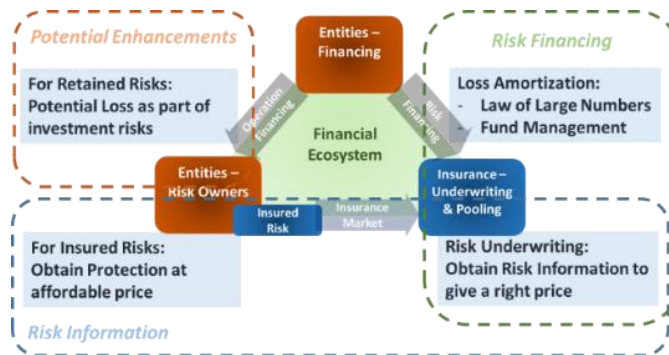 Potential Enhancements
Entities –
Financing
Risk Financing
For Retained Risks:
Potential Loss as part of
investment risks
Operation
Financing
Risk
Financing
Loss Amortization:
- Law of Large Numbers
- Fund Management
Financial
Ecosystem
Entities –
Risk Owners
Insurance –
Underwriting
& Pooling
Insured
Risk
Insurance
Market
For Insured Risks:
Obtain Protection at
affordable price
Risk Underwriting:
Obtain Risk Information to
give a right price
Risk Information